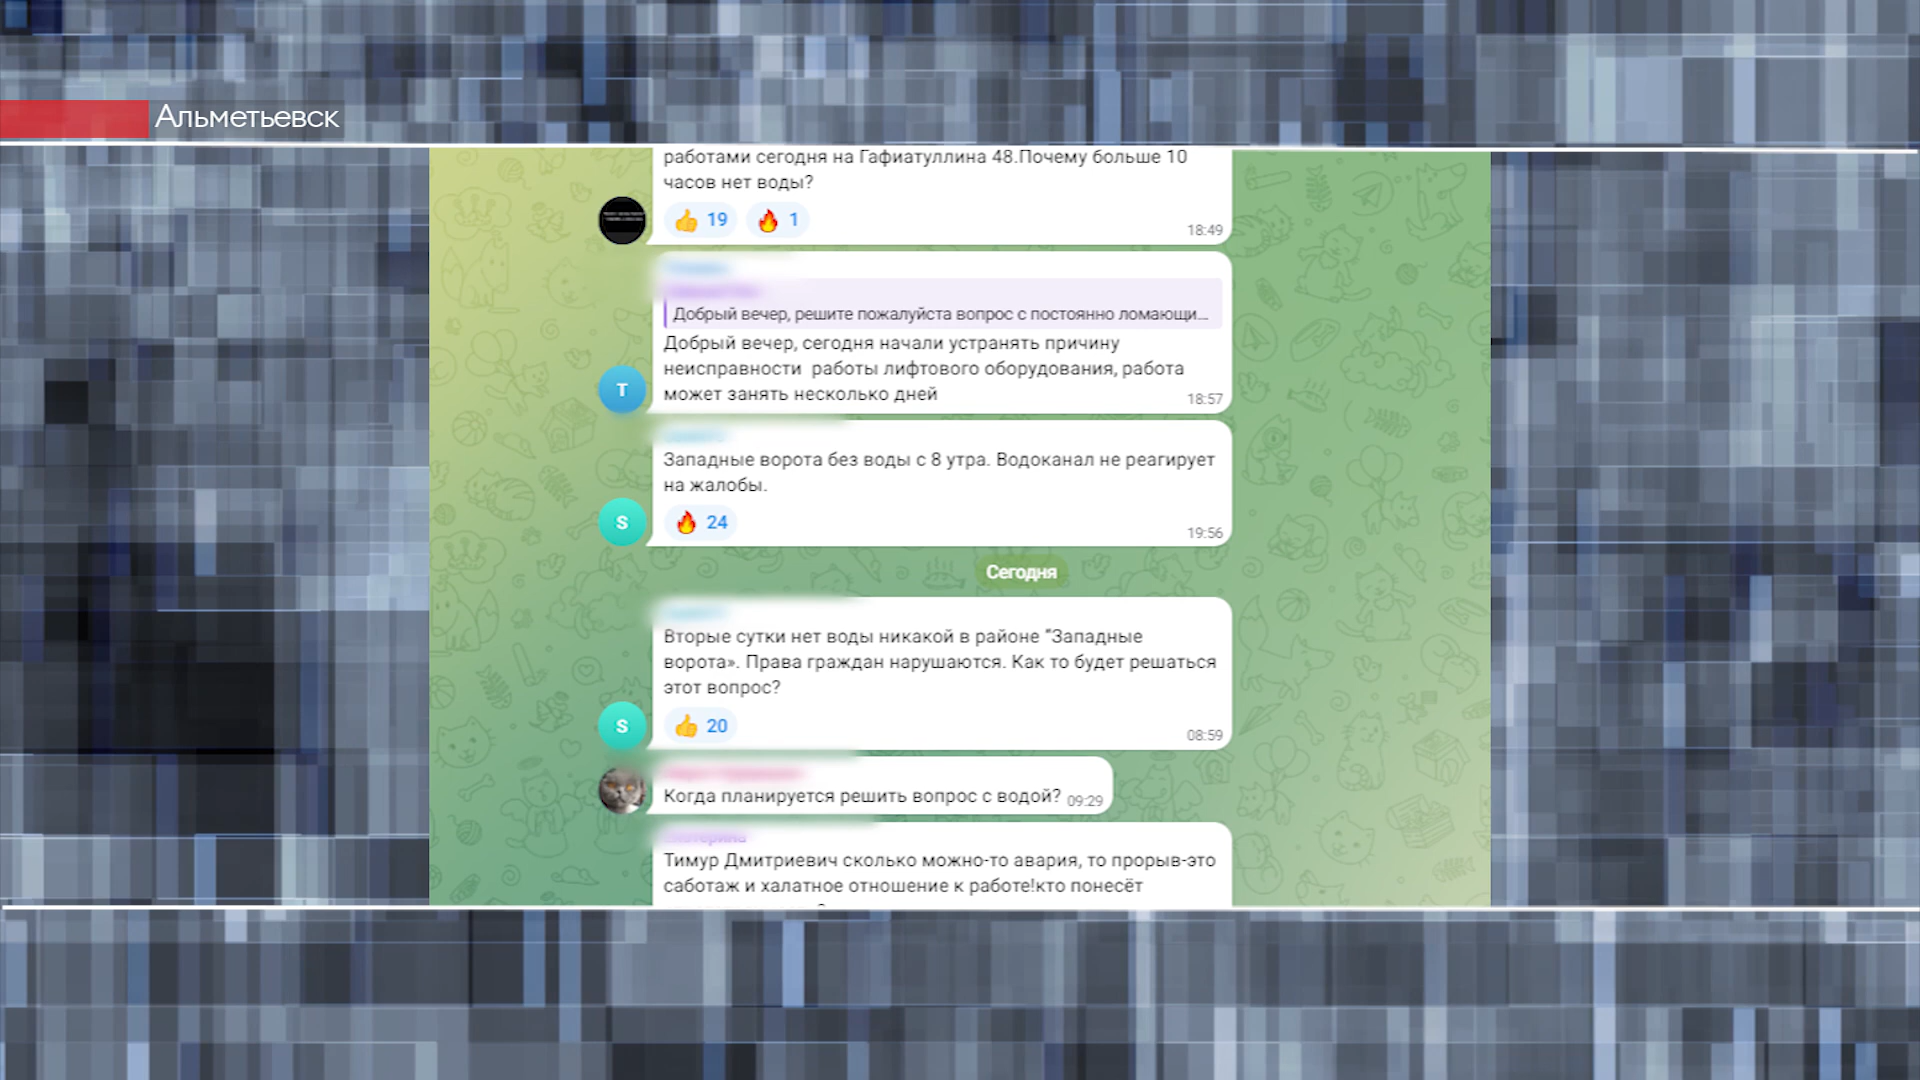 Альметьевск
работами сегодня на Гафиатуллина 48.Почему больше 10
часов нет воды?
19 1
18:49
Добрый вечер, решите пожалуйста вопрос с постоянно ломающи...
Добрый вечер, сегодня начали устранять причину
неисправности работы лифтового оборудования, работа
T
может занять несколько дней
18:57
Западные ворота без воды с 8 утра. Водоканал не реагирует
на жалобы.
S
24
19:56
Сегодня
Вторые сутки нет воды никакой в районе "Западные
ворота». Права граждан нарушаются. Как то будет решаться
этот вопрос?
S
20
08:59
Когда планируется решить вопрос с водой? 09:29
Тимур Дмитриевич сколько можно-то авария, то прорыв-это
саботаж и халатное отношение к работе!кто понесёт